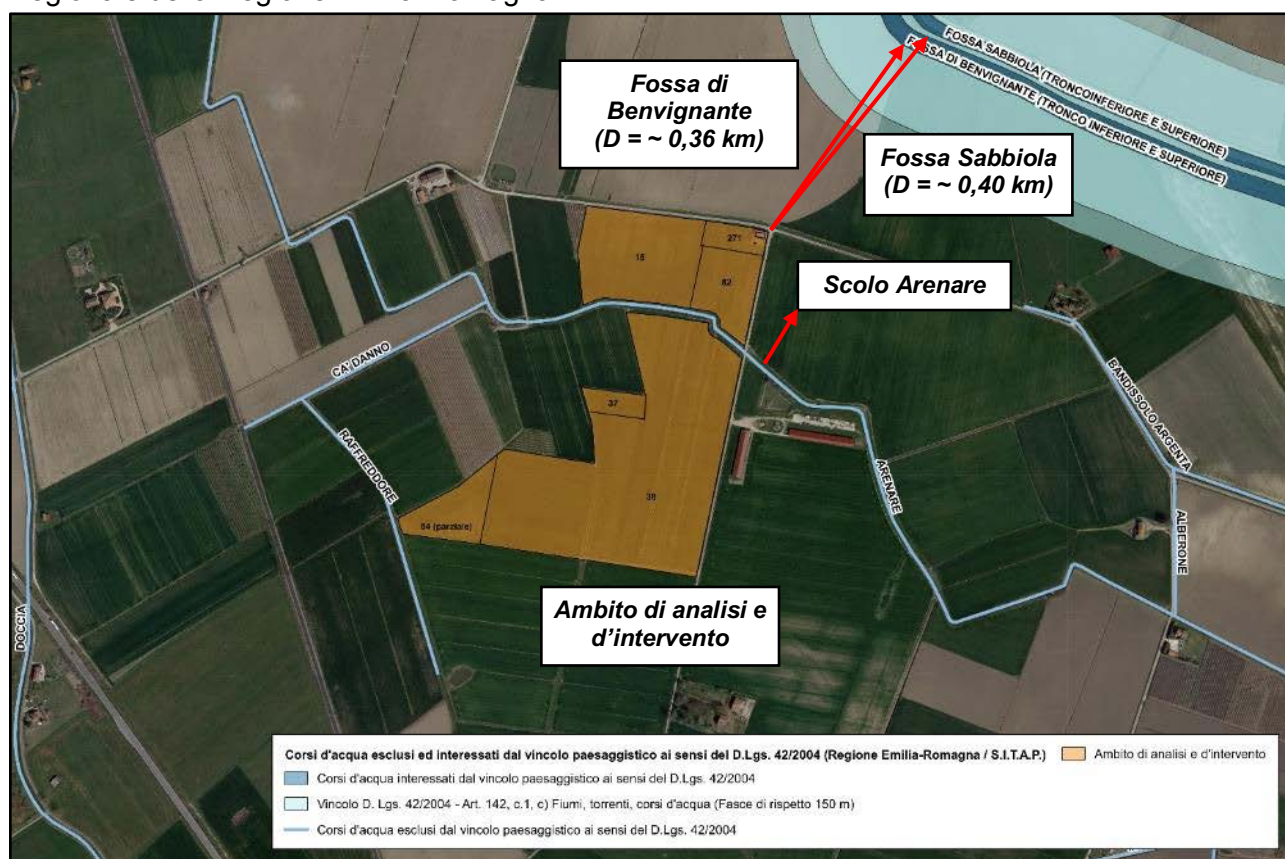 Fossa di
Benvignante
(D = ~ 0,36 km)
FOSSA SABBIOLA (TRONCOINFERIORE E SUPERIORE)
FOSSA DI BENVIGNANTE (TRONCO INFERIORE E SUPERIORE)
Fossa Sabbiola
(D = ~ 0,40 km)
271
15
82
Scolo Arenare
CA' DANNO
37
BANDISSOLO ARGENTA
RAFFREDDORE
ARENARE
38
84 (parziale)
ALBERONE
DOCCIA
Ambito di analisi e
d'intervento
Corsi d'acqua esclusi ed interessati dal vincolo paesaggistico ai sensi del D.Lgs. 42/2004 (Regione Emilia-Romagna / S.I.T.A.P.)
Ambito di analisi e d'intervento
Corsi d'acqua interessati dal vincolo paesaggistico ai sensi del D.Lgs. 42/2004
Vincolo D. Lgs. 42/2004 - Art. 142, c.1, c) Fiumi, torrenti, corsi d'acqua (Fasce di rispetto 150 m)
Corsi d'acqua esclusi dal vincolo paesaggistico ai sensi del D.Lgs. 42/2004